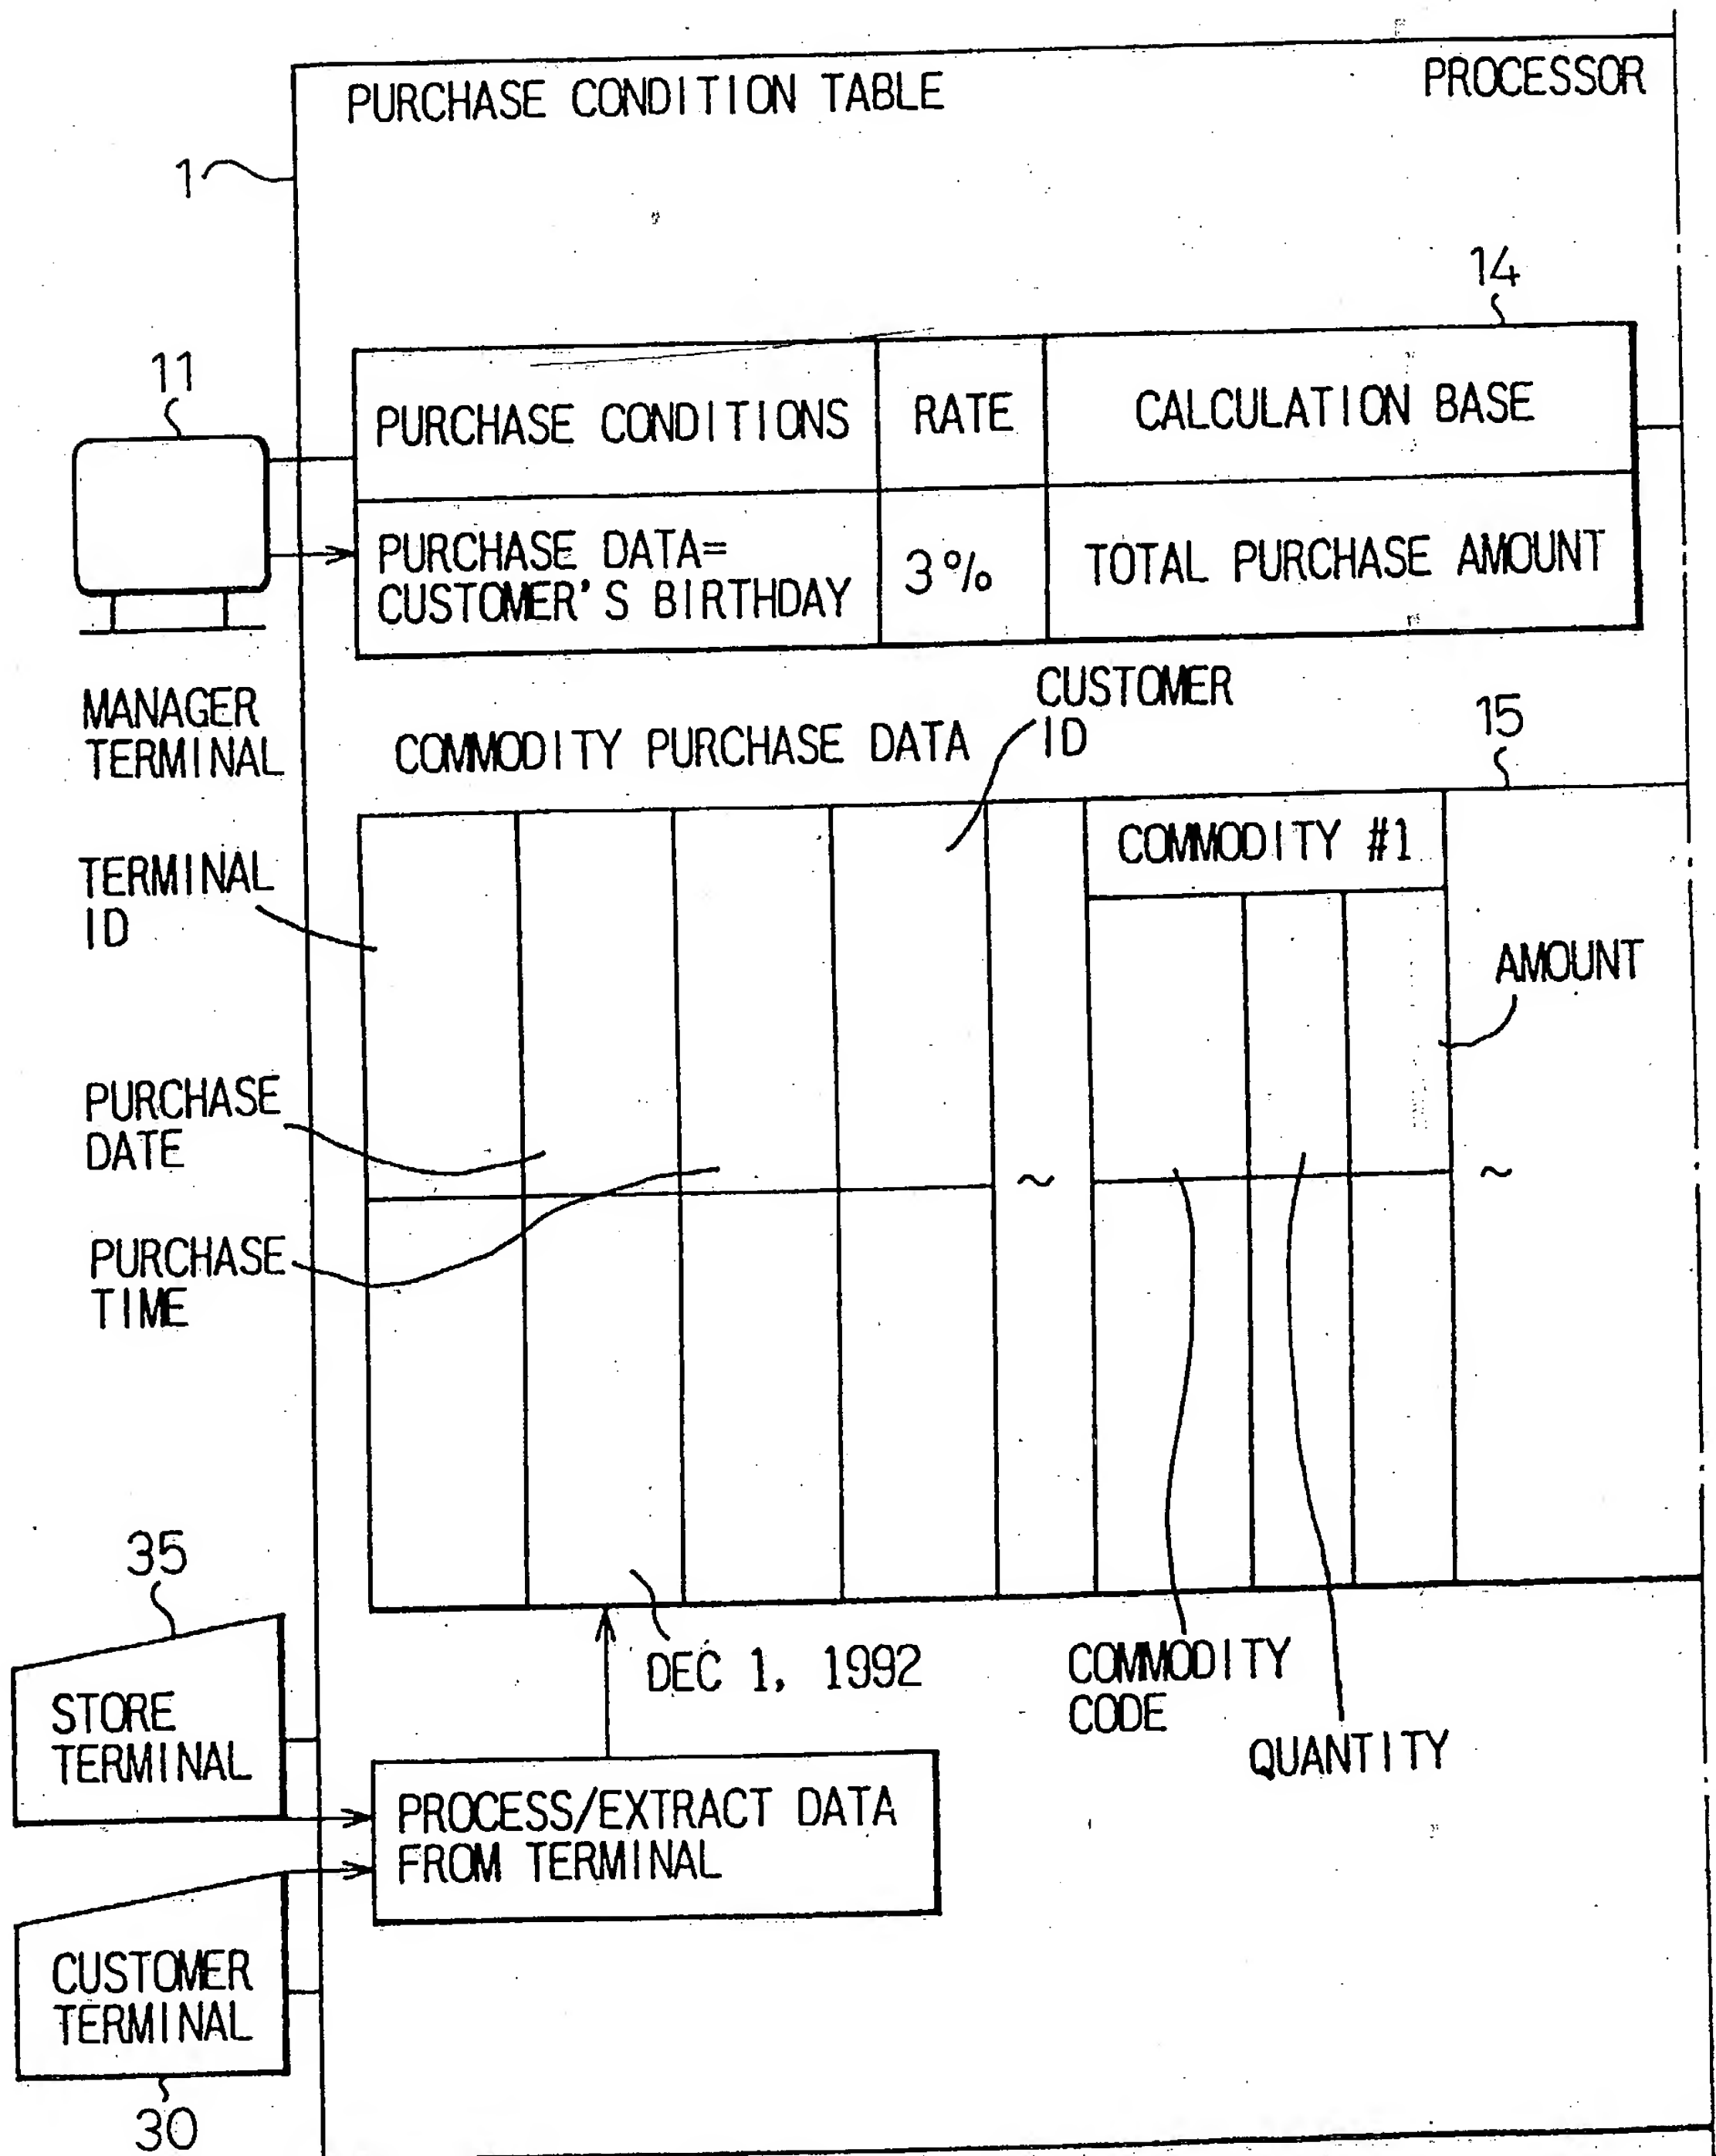 PURCHASE CONDITION TABLE
PROCESSOR
1
14
11
PURCHASE CONDITIONS
RATE
CALCULATION BASE
PURCHASE DATA=
CUSTOMER'S BIRTHDAY
3%
TOTAL PURCHASE AMOUNT
MANAGER
TERMINAL
COMMODITY PURCHASE DATA
CUSTOMER
ID
15
COMMODITY #1
TERMINAL
ID
AMOUNT
PURCHASE
DATE
~
~
PURCHASE
TIME
35
STORE
TERMINAL
DEC 1, 1992
COMMODITY
CODE
QUANTITY
PROCESS/EXTRACT DATA
FROM TERMINAL
CUSTOMER
TERMINAL
30